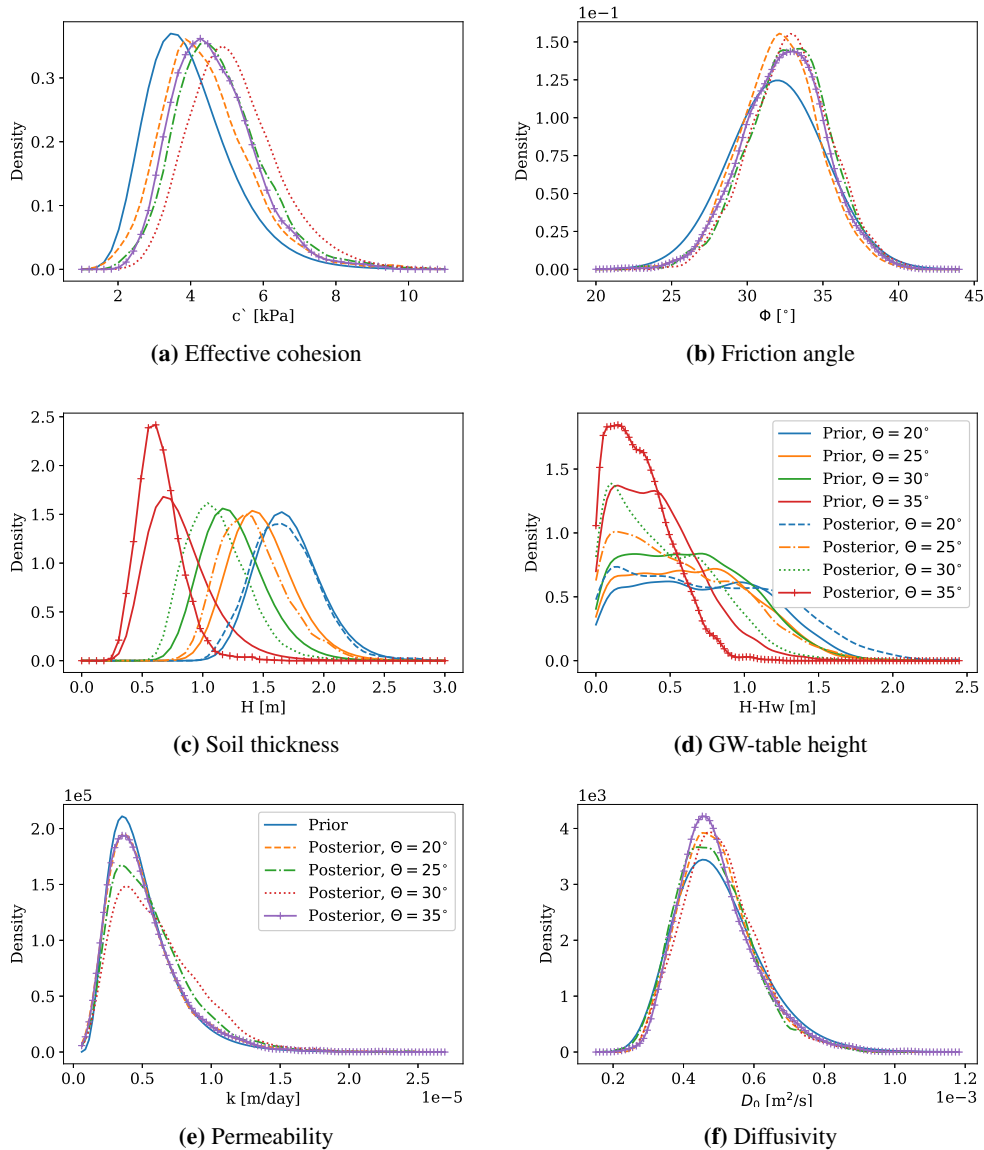 1e−1
0.3
0.2
0.1
0.0
Density
2 4 6 8 10
c` [kPa]
(a) Effective cohesion
1.50
1.25
1.00
0.75
0.50
0.25
0.00
Density
20 25 30 35 40 45
Φ [°]
(b) Friction angle
2.5
2.0
1.5
1.0
0.5
0.0
Density
0.0 0.5 1.0 1.5 2.0 2.5 3.0
H [m]
(c) Soil thickness
1.5
1.0
0.5
0.0
Density
Prior, Θ = 20°
Prior, Θ = 25°
Prior, Θ = 30°
Prior, Θ = 35°
Posterior, Θ = 20°
Posterior, Θ = 25°
Posterior, Θ = 30°
Posterior, Θ = 35°
0.0 0.5 1.0 1.5 2.0 2.5
H-Hw [m]
(d) GW-table height
1e5
2.0
1.5
1.0
0.5
0.0
Density
Prior
Posterior, Θ = 20°
Posterior, Θ = 25°
Posterior, Θ = 30°
Posterior, Θ = 35°
0.0 0.5 1.0 1.5 2.0 2.5
k [m/day] 1e−5
(e) Permeability
1e3
4
3
2
1
0
Density
0.2 0.4 0.6 0.8 1.0 1.2
D₀ [m²/s] 1e−3
(f) Diffusivity